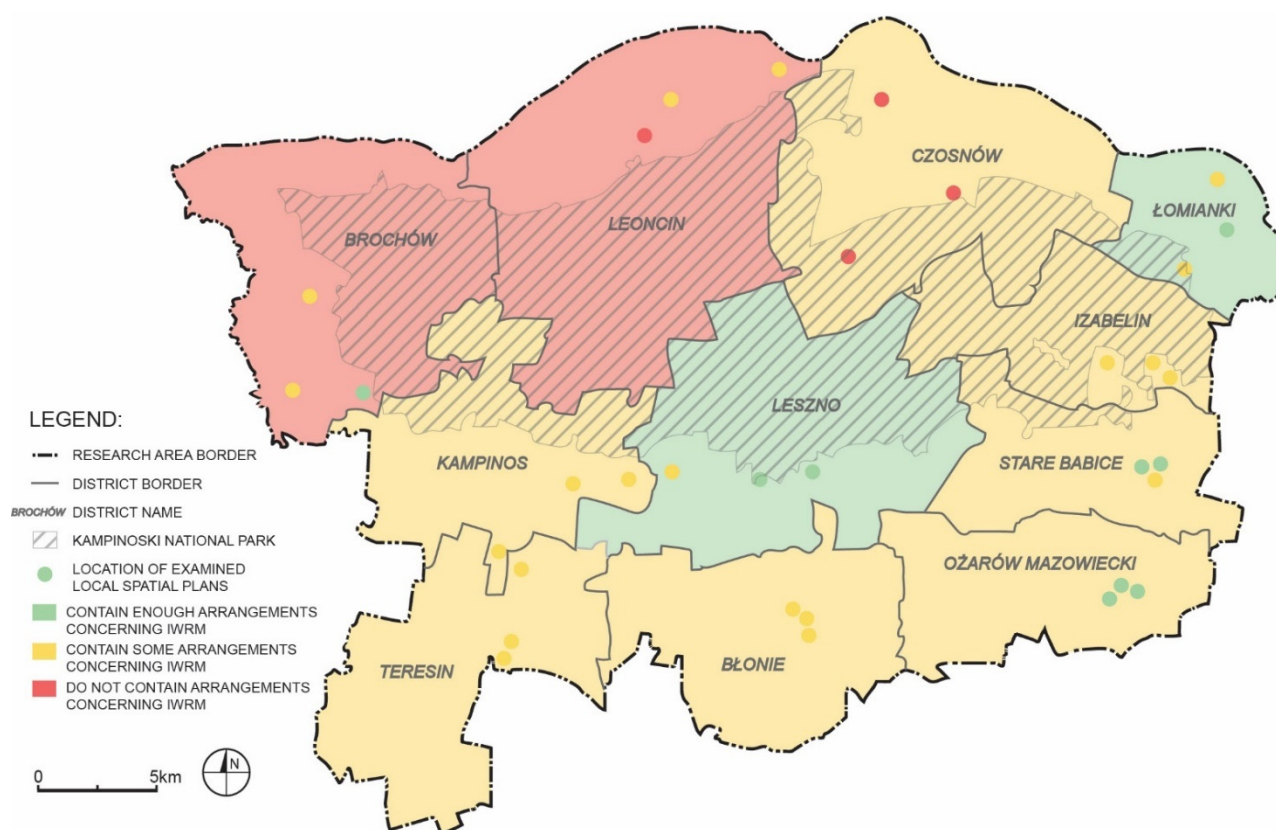 CZOSNÓW
ŁOMIANKI
LEONCIN
BROCHÓW
IZABELIN
LESZNO
KAMPINOS
STARE BABICE
OŻARÓW MAZOWIECKI
TERESIN
BŁONIE
LEGEND:
RESEARCH AREA BORDER
DISTRICT BORDER
BROCHÓW DISTRICT NAME
KAMPINOSKI NATIONAL PARK
LOCATION OF EXAMINED
LOCAL SPATIAL PLANS
CONTAIN ENOUGH ARRANGEMENTS
CONCERNING IWRM
CONTAIN SOME ARRANGEMENTS
CONCERNING IWRM
DO NOT CONTAIN ARRANGEMENTS
CONCERNING IWRM
0 5km
N